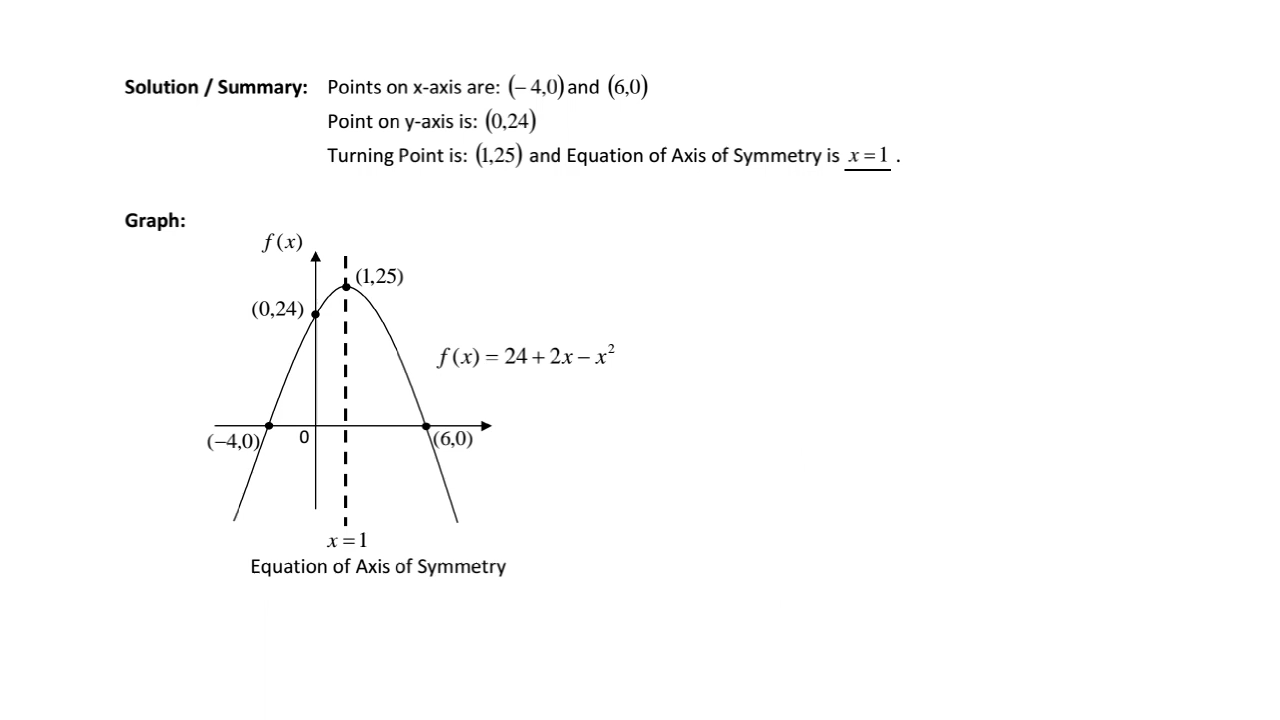 Solution / Summary: Points on x-axis are: (−4,0) and (6,0)
Point on y-axis is: (0,24)
Turning Point is: (1,25) and Equation of Axis of Symmetry is x = 1 .
Graph:
f(x)
(1,25)
(0,24)
f(x) = 24 + 2x − x²
(−4,0)
0
(6,0)
x = 1
Equation of Axis of Symmetry